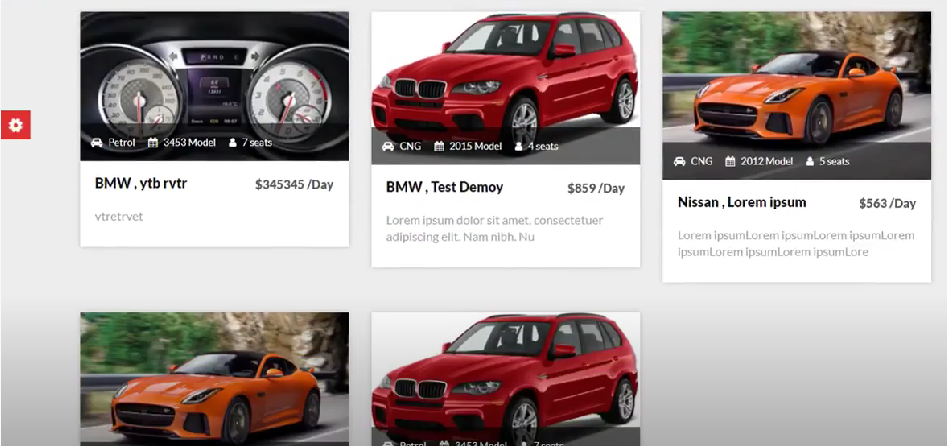 Petrol 3453 Model 7 seats
BMW , ytb rvtr $345345 /Day
vtretrvet
CNG 2015 Model 4 seats
BMW , Test Demoy $859 /Day
Lorem ipsum dolor sit amet, consectetuer
adipiscing elit. Nam nibh. Nu
CNG 2012 Model 5 seats
Nissan , Lorem ipsum $563 /Day
Lorem ipsumLorem ipsumLorem ipsumLorem
ipsumLorem ipsumLorem ipsumLore
Petrol 3453 Model 7 seats